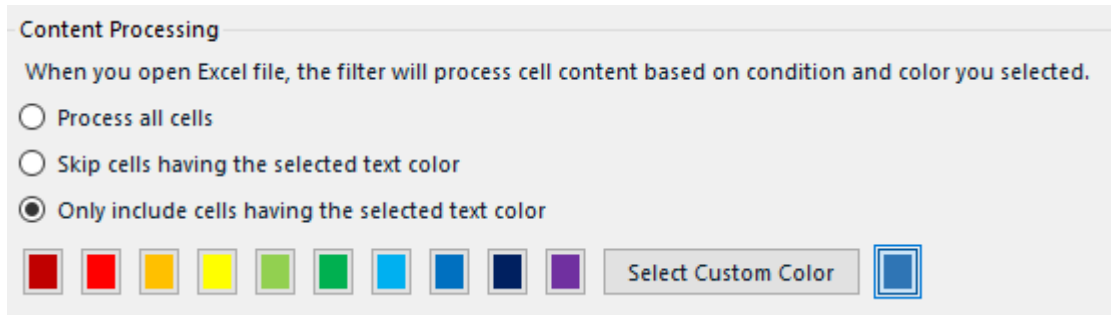 Content Processing
When you open Excel file, the filter will process cell content based on condition and color you selected.
Process all cells
Skip cells having the selected text color
Only include cells having the selected text color
Select Custom Color